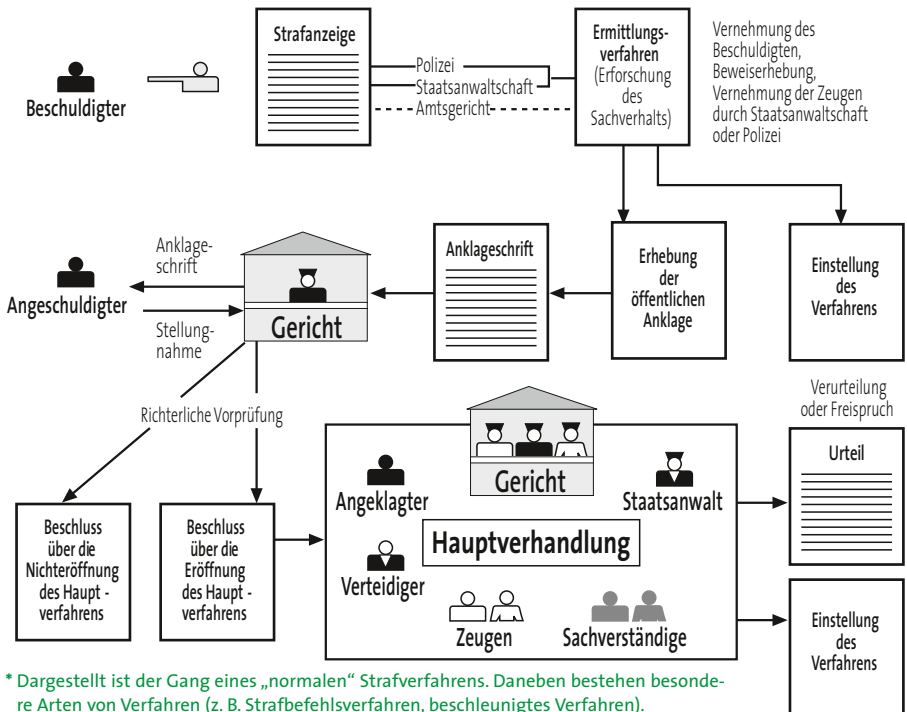 Strafanzeige
Polizei
Staatsanwaltschaft
Amtsgericht
Beschuldigter
Ermittlungs-
verfahren
(Erforschung
des
Sachverhalts)
Vernehmung des
Beschuldigten,
Beweiserhebung,
Vernehmung der Zeugen
durch Staatsanwaltschaft
oder Polizei
Anklage-
schrift
Angeschuldigter
Stellung-
nahme
Gericht
Anklageschrift
Erhebung
der
öffentlichen
Anklage
Einstellung
des
Verfahrens
Richterliche Vorprüfung
Beschluss
über die
Nichteröffnung
des Haupt -
verfahrens
Beschluss
über die
Eröffnung
des Haupt -
verfahrens
Gericht
Angeklagter
Staatsanwalt
Hauptverhandlung
Verteidiger
Zeugen
Sachverständige
Verurteilung
oder Freispruch
Urteil
Einstellung
des
Verfahrens
* Dargestellt ist der Gang eines „normalen“ Strafverfahrens. Daneben bestehen besonde-
re Arten von Verfahren (z. B. Strafbefehlsverfahren, beschleunigtes Verfahren).